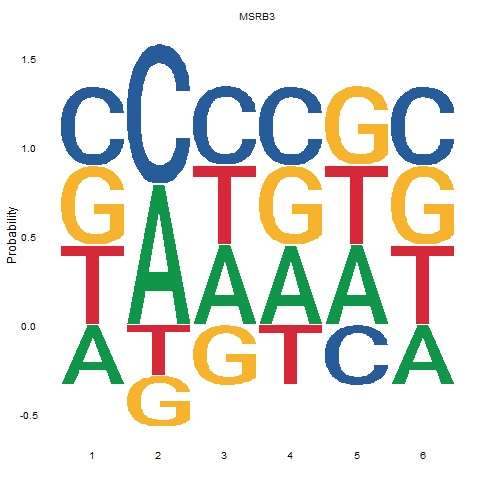 MSRB3
Probability
1.5
1.0
0.5
0.0
-0.5
C C C C G C
G A T G T G
T T A A A T
A G G T C A
1 2 3 4 5 6